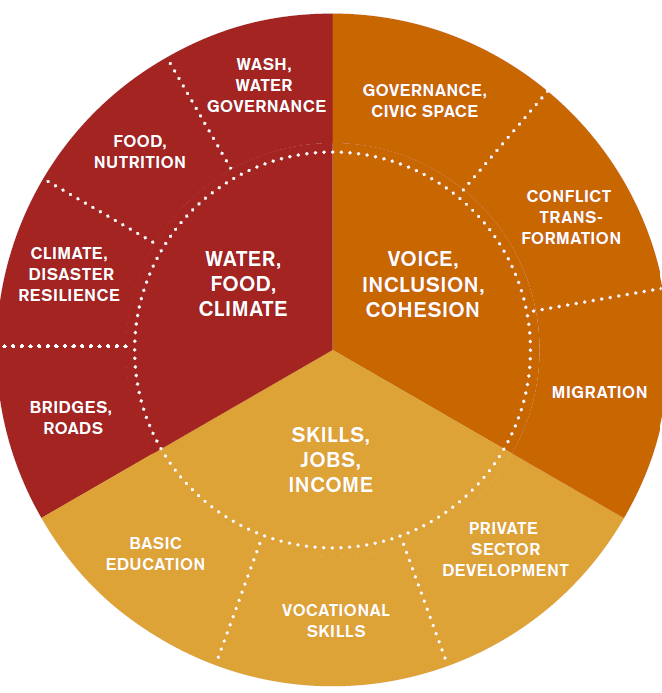 WASH,
WATER
GOVERNANCE
GOVERNANCE,
CIVIC SPACE
FOOD,
NUTRITION
CONFLICT
TRANS-
FORMATION
CLIMATE,
DISASTER
RESILIENCE
WATER,
FOOD,
CLIMATE
VOICE,
INCLUSION,
COHESION
MIGRATION
BRIDGES,
ROADS
SKILLS,
JOBS,
INCOME
BASIC
EDUCATION
PRIVATE
SECTOR
DEVELOPMENT
VOCATIONAL
SKILLS